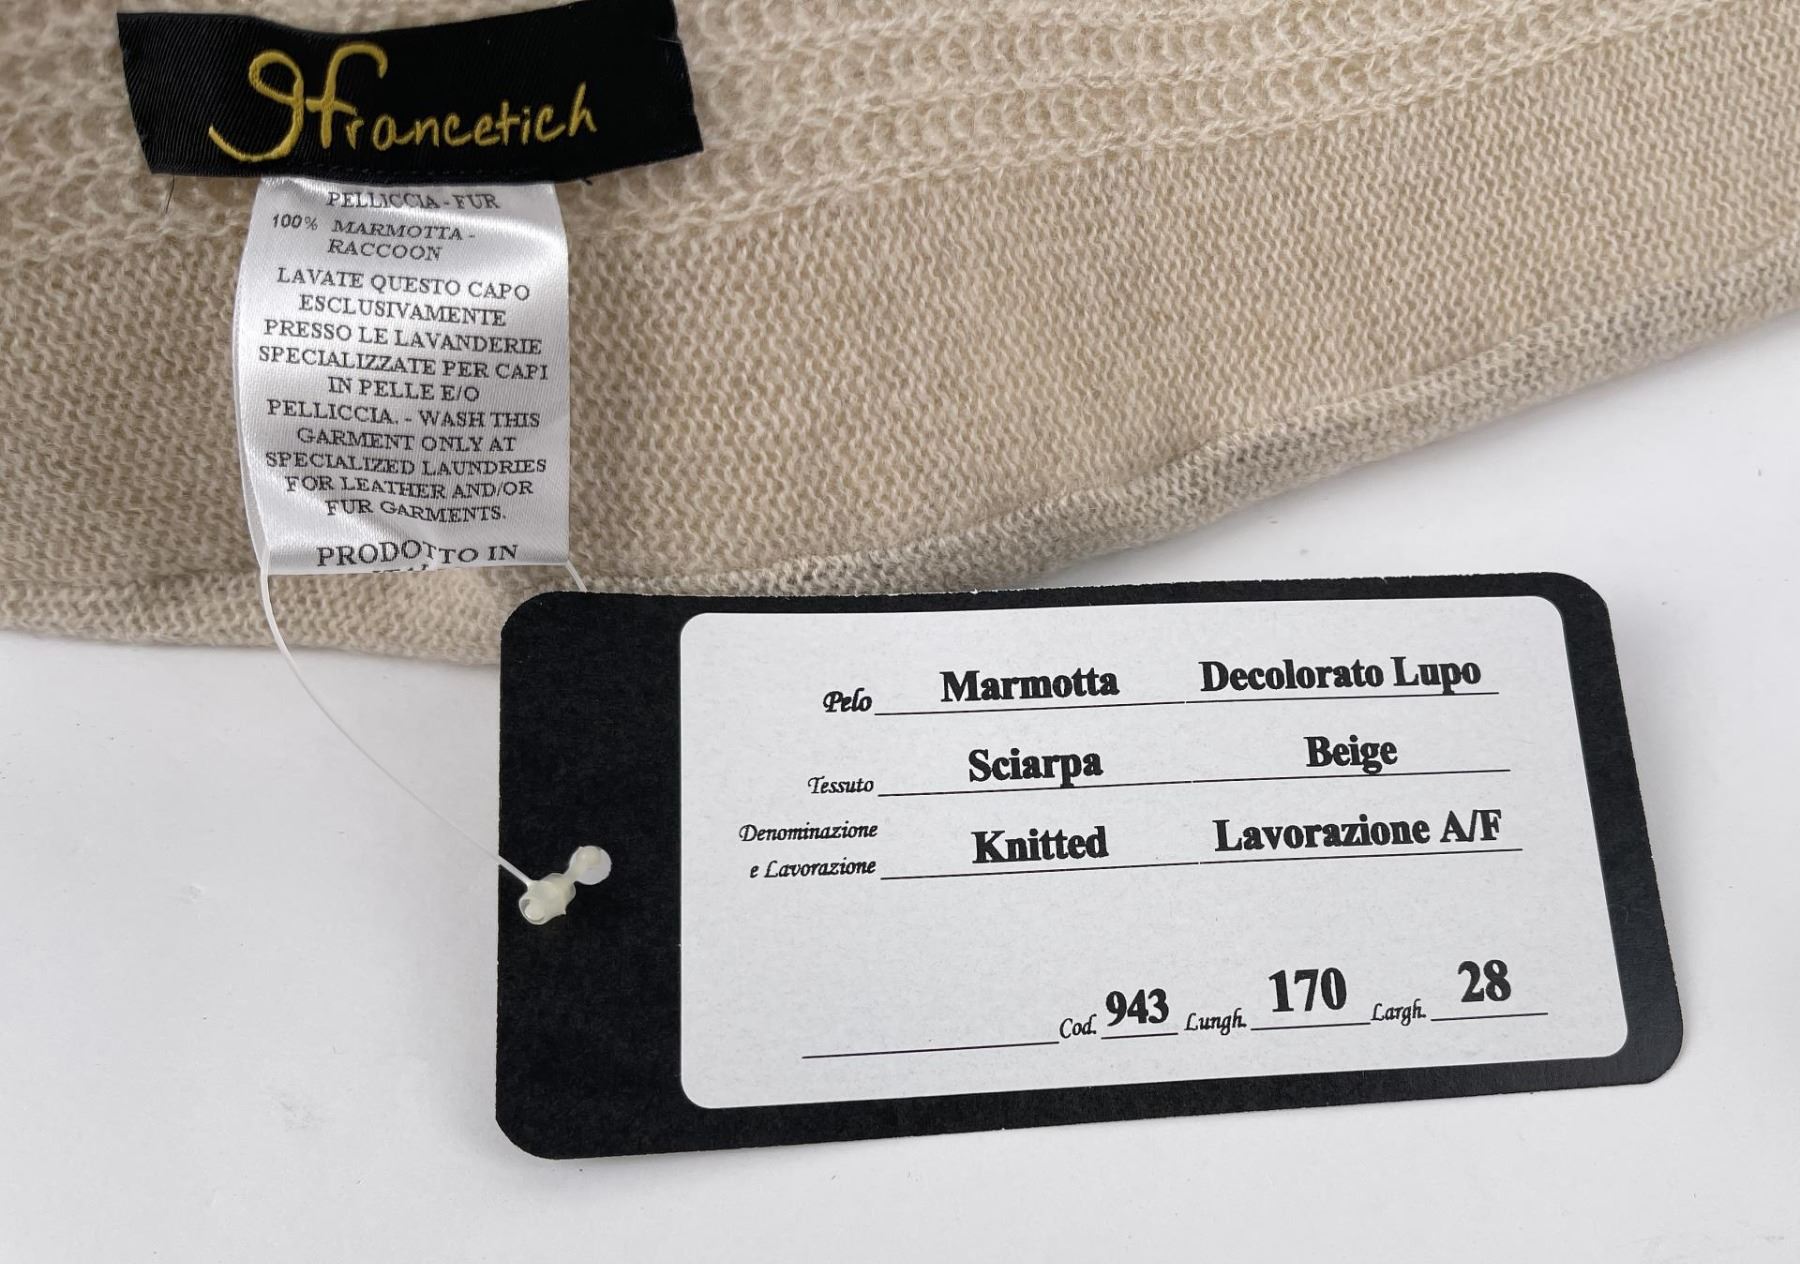 gfrancetich
PELLICCIA - FUR
100% MARMOTTA -
RACCOON
LAVATE QUESTO CAPO
ESCLUSIVAMENTE
PRESSO LE LAVANDERIE
SPECIALIZZATE PER CAPI
IN PELLE E/O
PELLICCIA. - WASH THIS
GARMENT ONLY AT
SPECIALIZED LAUNDRIES
FOR LEATHER AND/OR
FUR GARMENTS.
PRODOTTO IN
Pelo Marmotta Decolorato Lupo
Tessuto Sciarpa Beige
Denominazione
e Lavorazione Knitted Lavorazione A/F
Cod. 943 Lungh. 170 Largh. 28